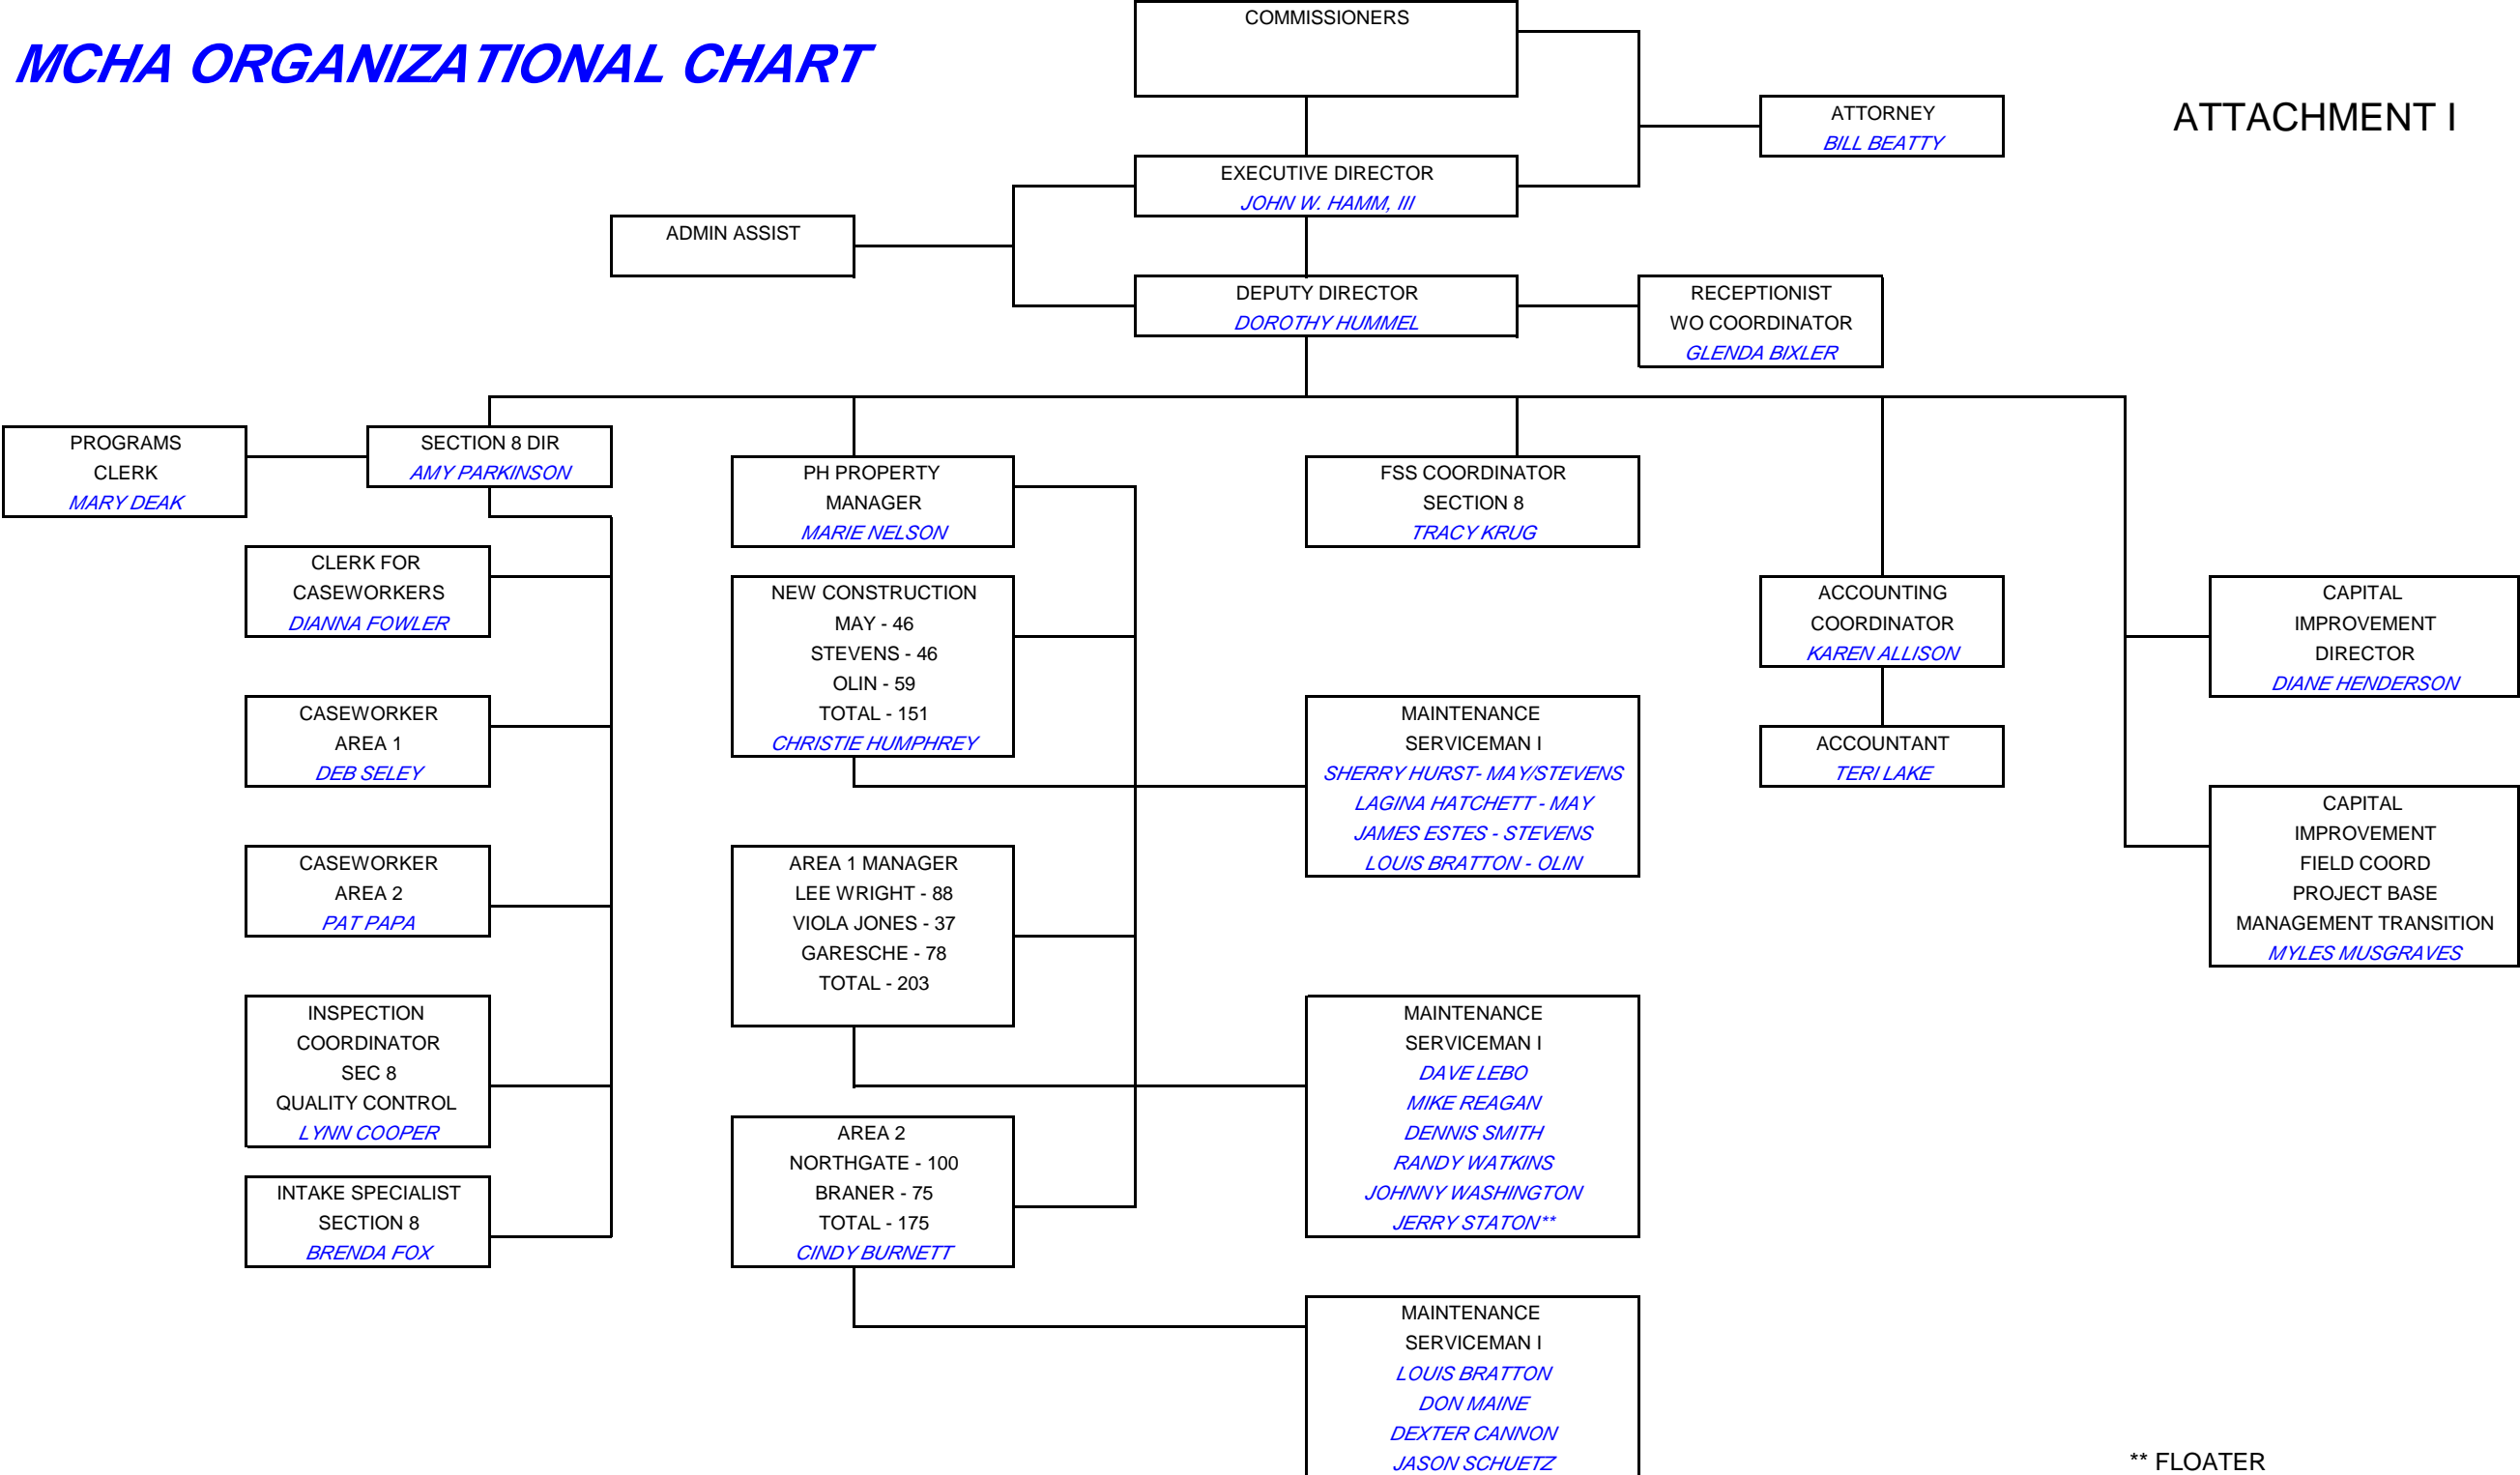 MCHA ORGANIZATIONAL CHART
COMMISSIONERS
ATTORNEY
BILL BEATTY
ATTACHMENT I
EXECUTIVE DIRECTOR
JOHN W. HAMM, III
ADMIN ASSIST
DEPUTY DIRECTOR
DOROTHY HUMMEL
RECEPTIONIST
WO COORDINATOR
GLENDA BIXLER
PROGRAMS
CLERK
MARY DEAK
SECTION 8 DIR
AMY PARKINSON
PH PROPERTY
MANAGER
MARIE NELSON
FSS COORDINATOR
SECTION 8
TRACY KRUG
CLERK FOR
CASEWORKERS
DIANNA FOWLER
NEW CONSTRUCTION
MAY - 46
STEVENS - 46
OLIN - 59
TOTAL - 151
CHRISTIE HUMPHREY
ACCOUNTING
COORDINATOR
KAREN ALLISON
CAPITAL
IMPROVEMENT
DIRECTOR
DIANE HENDERSON
CASEWORKER
AREA 1
DEB SELEY
MAINTENANCE
SERVICEMAN I
SHERRY HURST- MAY/STEVENS
LAGINA HATCHETT - MAY
JAMES ESTES - STEVENS
LOUIS BRATTON - OLIN
ACCOUNTANT
TERI LAKE
CAPITAL
IMPROVEMENT
FIELD COORD
PROJECT BASE
MANAGEMENT TRANSITION
MYLES MUSGRAVES
CASEWORKER
AREA 2
PAT PAPA
AREA 1 MANAGER
LEE WRIGHT - 88
VIOLA JONES - 37
GARESCHE - 78
TOTAL - 203
INSPECTION
COORDINATOR
SEC 8
QUALITY CONTROL
LYNN COOPER
MAINTENANCE
SERVICEMAN I
DAVE LEBO
MIKE REAGAN
DENNIS SMITH
RANDY WATKINS
JOHNNY WASHINGTON
JERRY STATON**
AREA 2
NORTHGATE - 100
BRANER - 75
TOTAL - 175
CINDY BURNETT
INTAKE SPECIALIST
SECTION 8
BRENDA FOX
MAINTENANCE
SERVICEMAN I
LOUIS BRATTON
DON MAINE
DEXTER CANNON
JASON SCHUETZ
** FLOATER